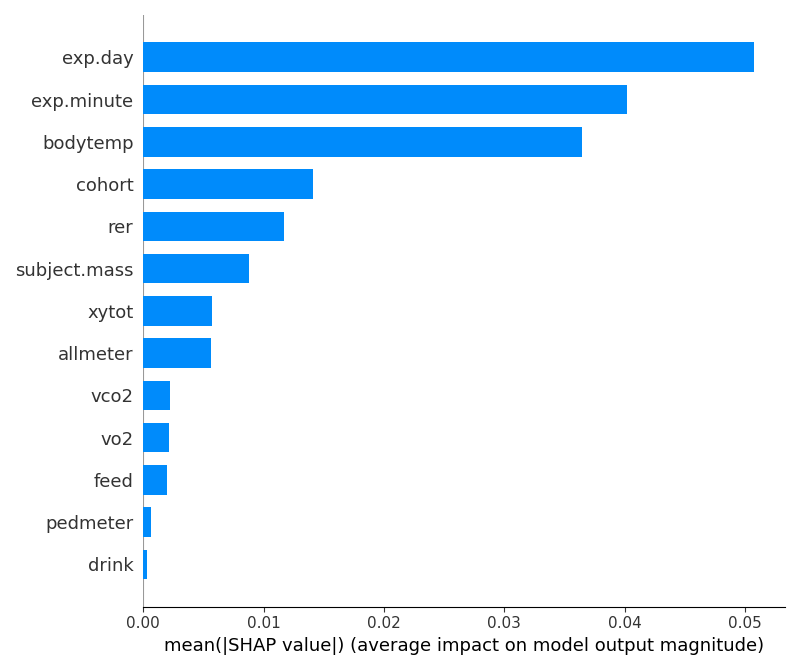 exp.day
exp.minute
bodytemp
cohort
rer
subject.mass
xytot
allmeter
vco2
vo2
feed
pedmeter
drink
0.00 0.01 0.02 0.03 0.04 0.05
mean(|SHAP value|) (average impact on model output magnitude)